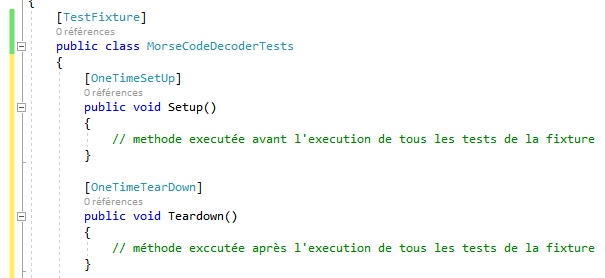 {
[TestFixture]
0 références
public class MorseCodeDecoderTests
{
[OneTimeSetUp]
0 références
public void Setup()
{
// methode executée avant l'execution de tous les tests de la fixture
}
[OneTimeTearDown]
0 références
public void Teardown()
{
// méthode exccutée après l'execution de tous les tests de la fixture
}